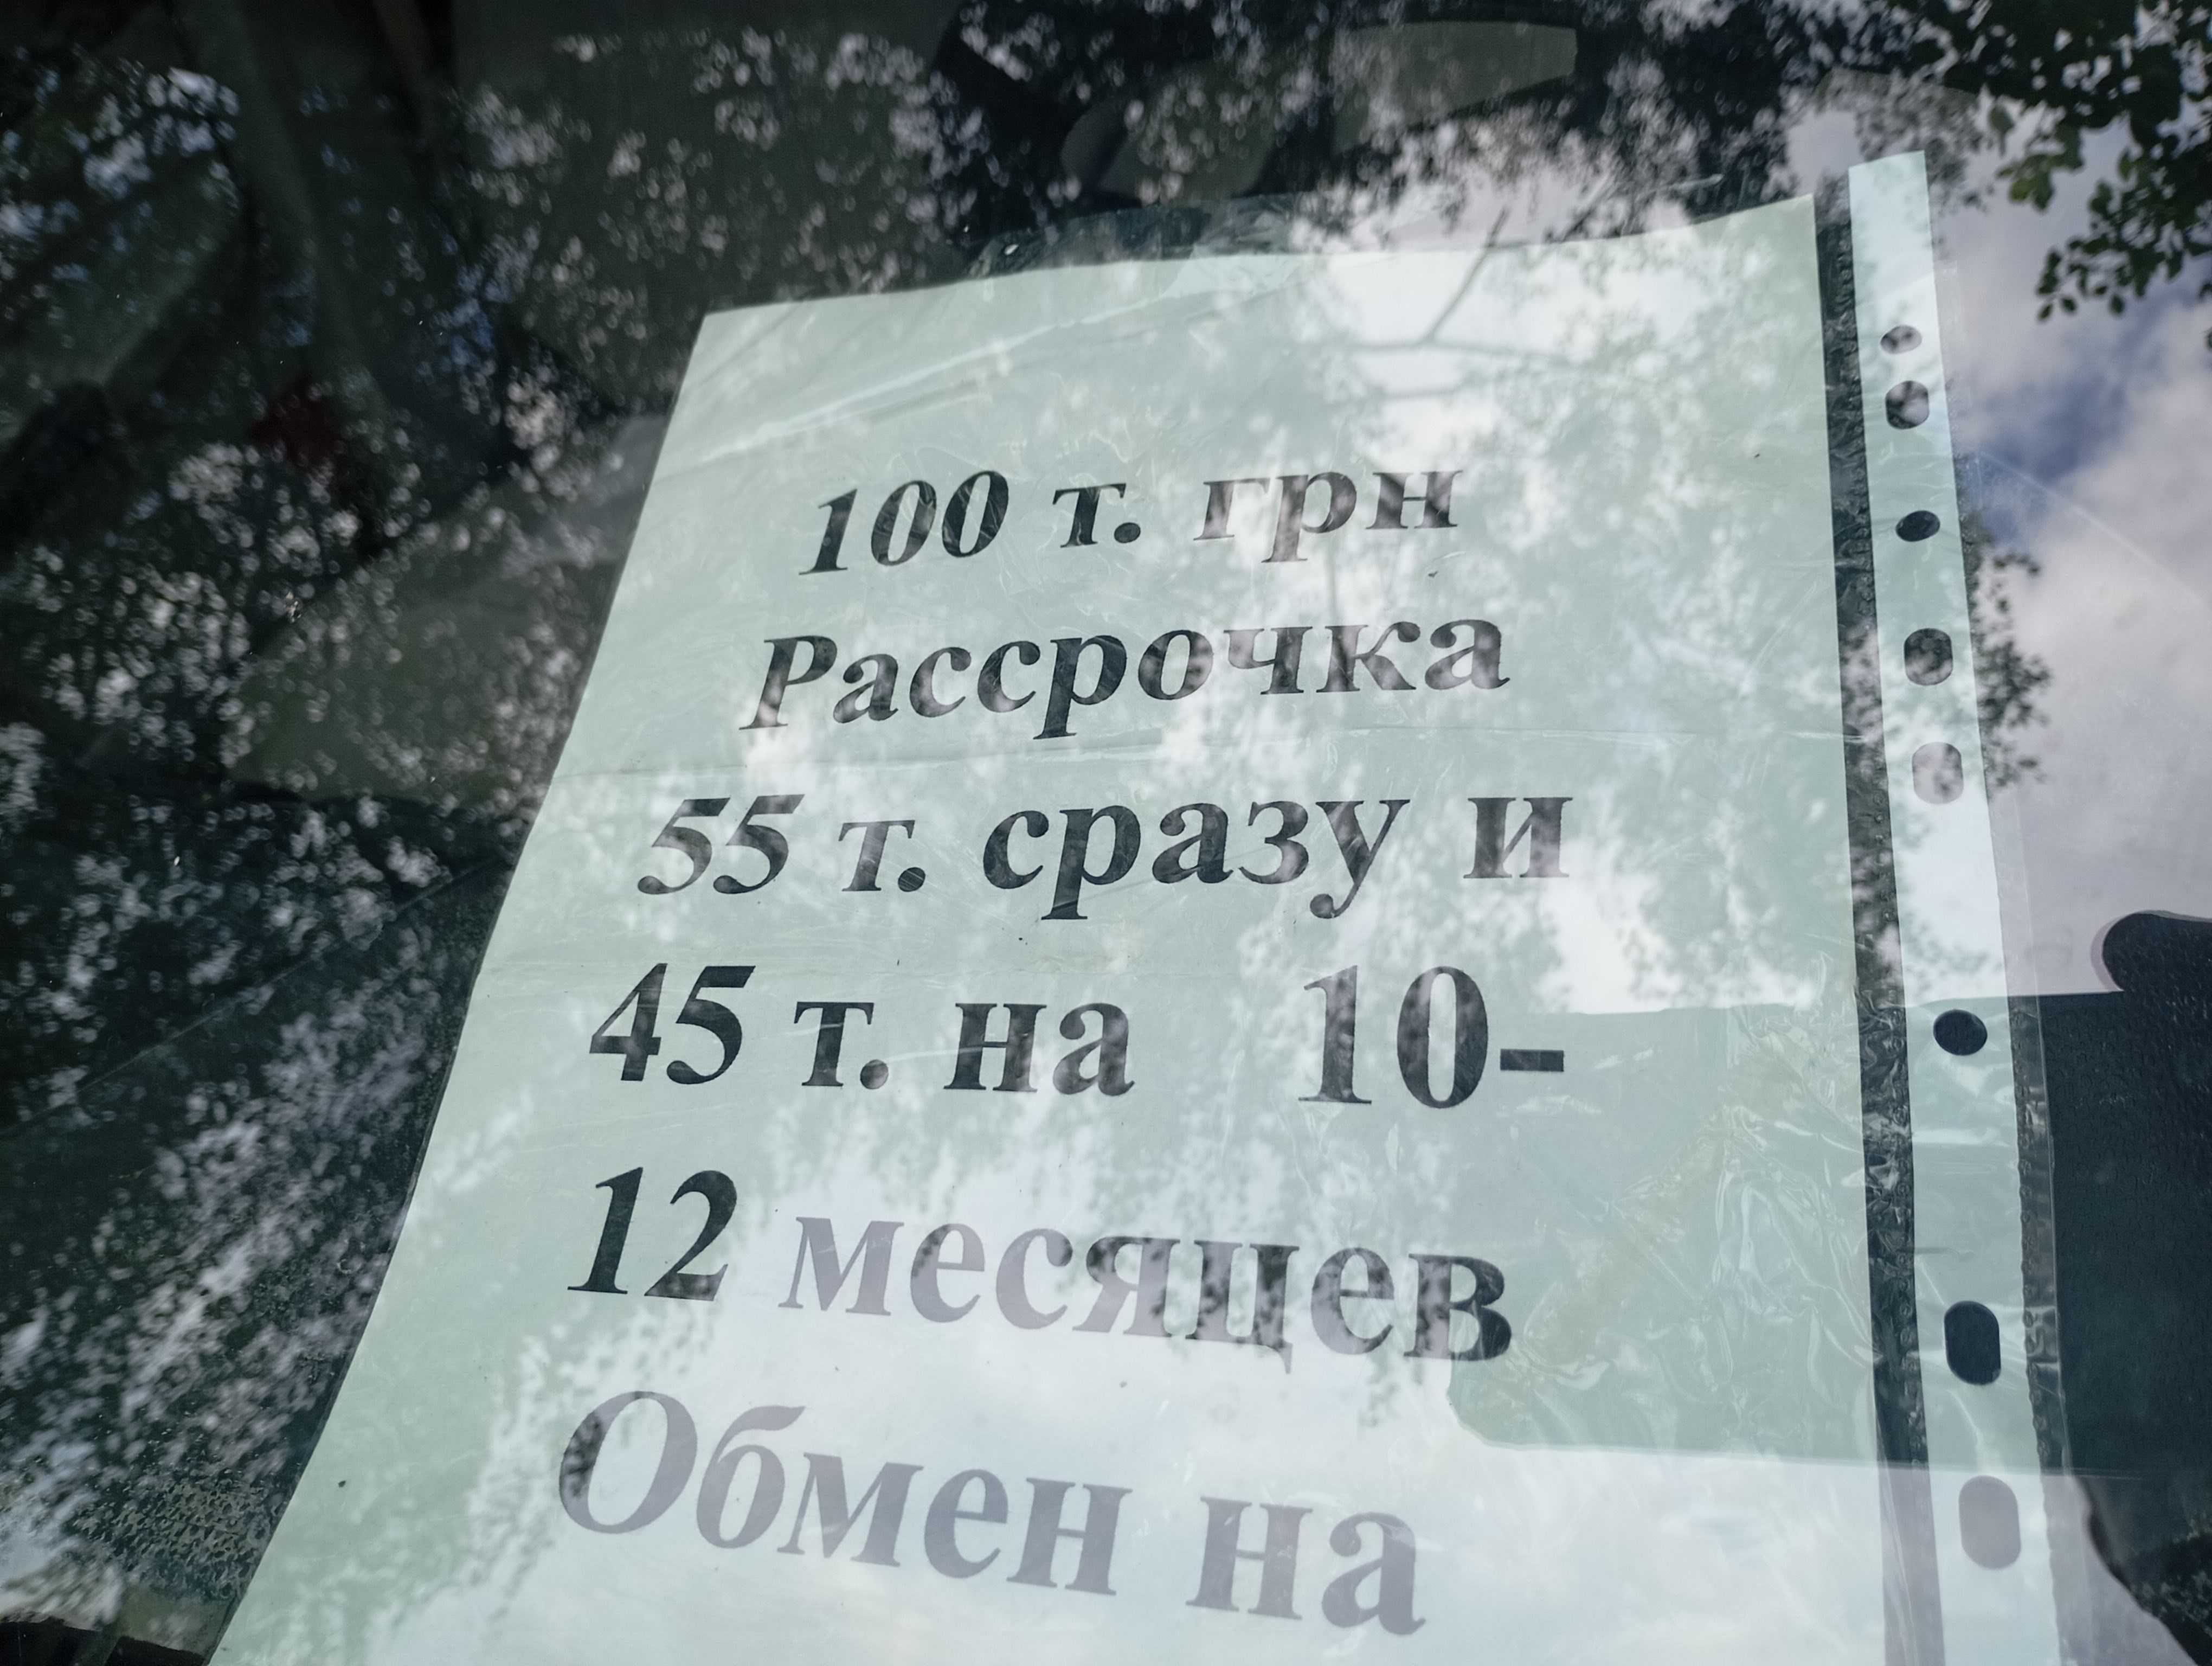 100 т. грн
Рассрочка
55 т. сразу и
45 т. на 10-
12 месяцев
Обмен на